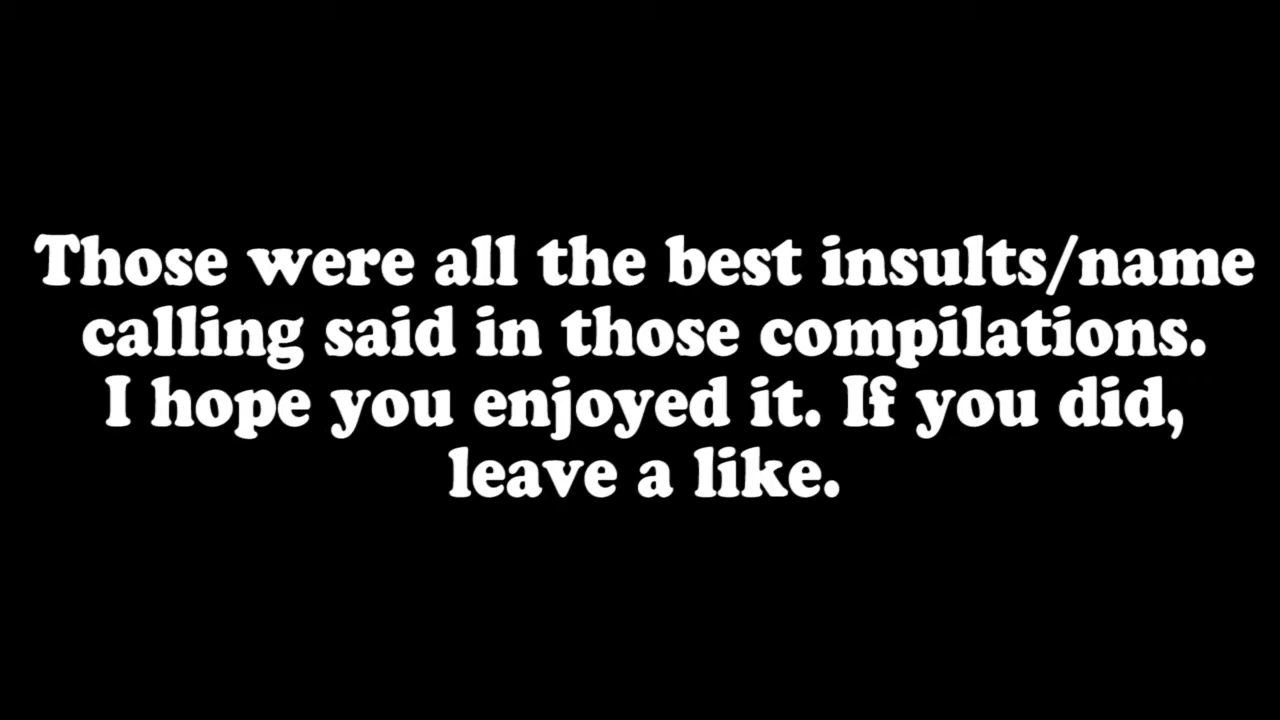 Those were all the best insults/name
calling said in those compilations.
I hope you enjoyed it. If you did,
leave a like.